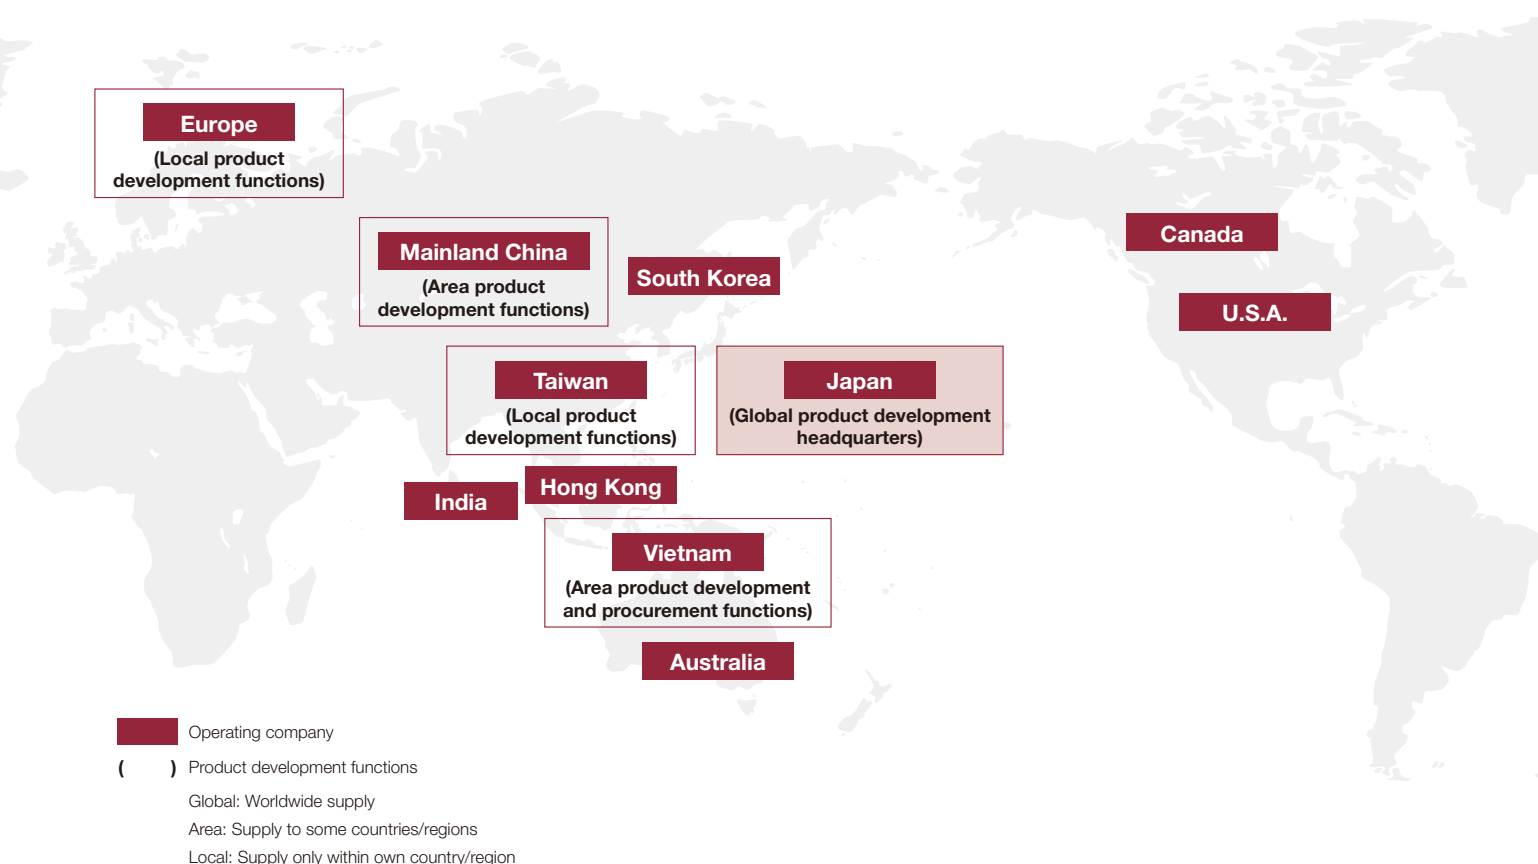 Europe
(Local product
development functions)
Mainland China
(Area product
development functions)
South Korea
Canada
U.S.A.
Taiwan
(Local product
development functions)
Japan
(Global product development
headquarters)
India
Hong Kong
Vietnam
(Area product development
and procurement functions)
Australia
Operating company
( ) Product development functions
Global: Worldwide supply
Area: Supply to some countries/regions
Local: Supply only within own country/region